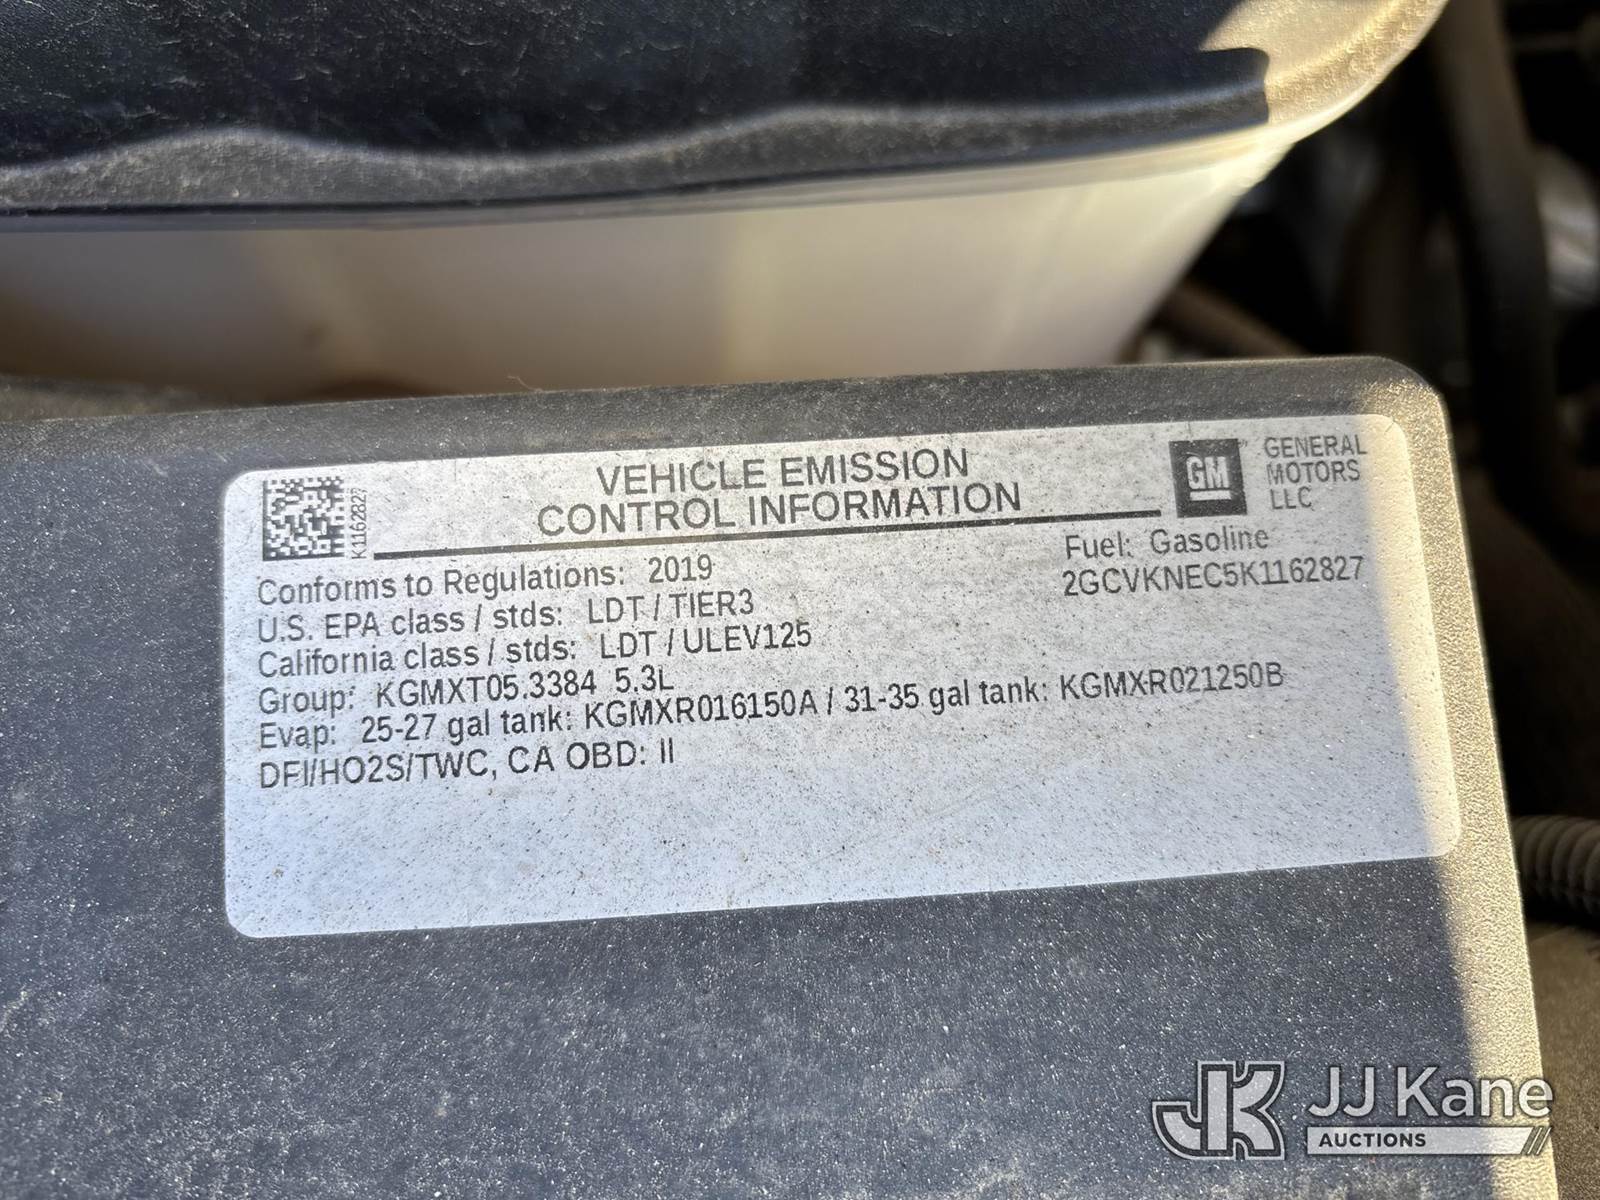 K1162827
VEHICLE EMISSION
CONTROL INFORMATION
GM
GENERAL
MOTORS
LLC
Conforms to Regulations: 2019
Fuel: Gasoline
U.S. EPA class / stds: LDT / TIER3
2GCVKNEC5K1162827
California class / stds: LDT / ULEV125
Group: KGMXT05.3384 5.3L
Evap: 25-27 gal tank: KGMXR016150A / 31-35 gal tank: KGMXR021250B
DFI/HO2S/TWC, CA OBD: II
JK JJ Kane
AUCTIONS